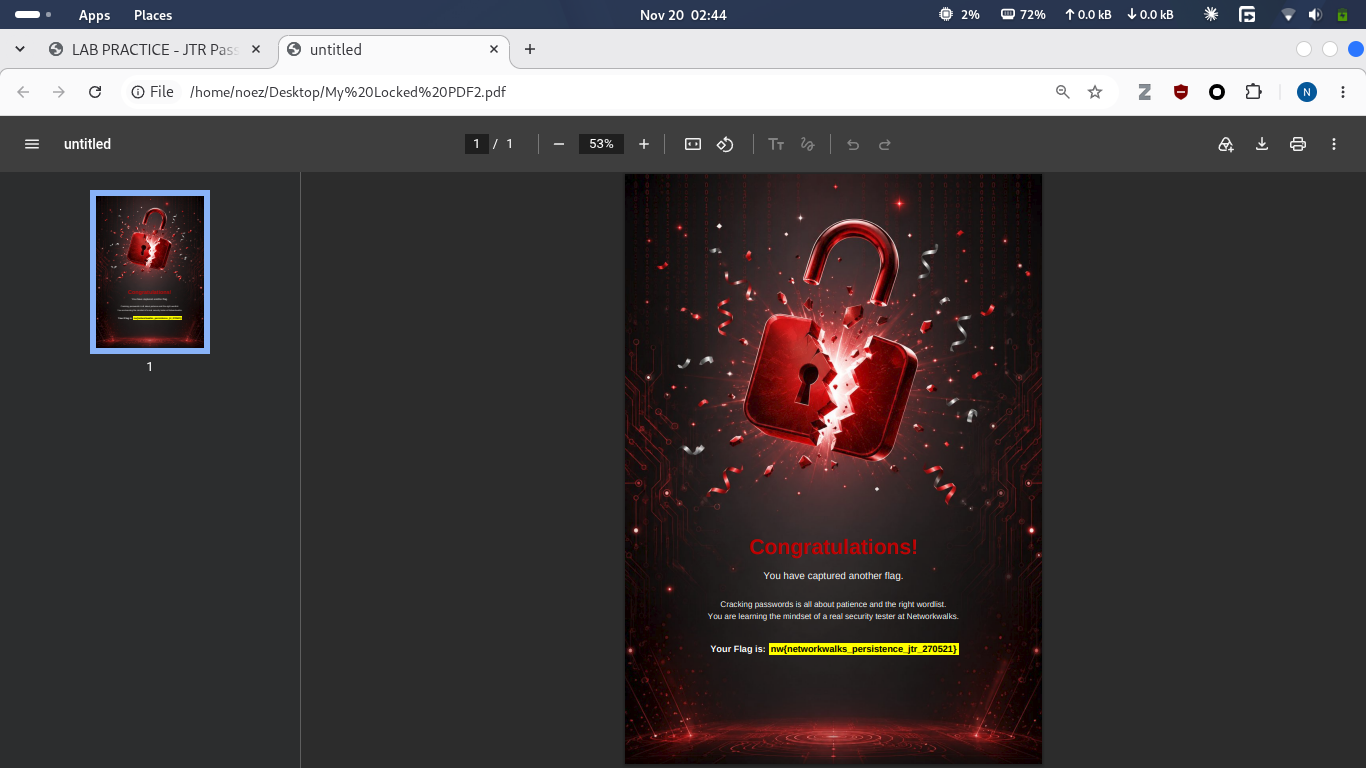 Apps Places Nov 20 02:44 2% 72% 0.0 kB 0.0 kB
LAB PRACTICE - JTR Pas untitled
File /home/noez/Desktop/My%20Locked%20PDF2.pdf N
untitled 1 / 1 53%
1
Congratulations!
You have captured another flag.
Cracking passwords is all about patience and the right wordlist.
You are learning the mindset of a real security tester at Networkwalks.
Your Flag is: nw{networkwalks_persistence_jtr_270521}